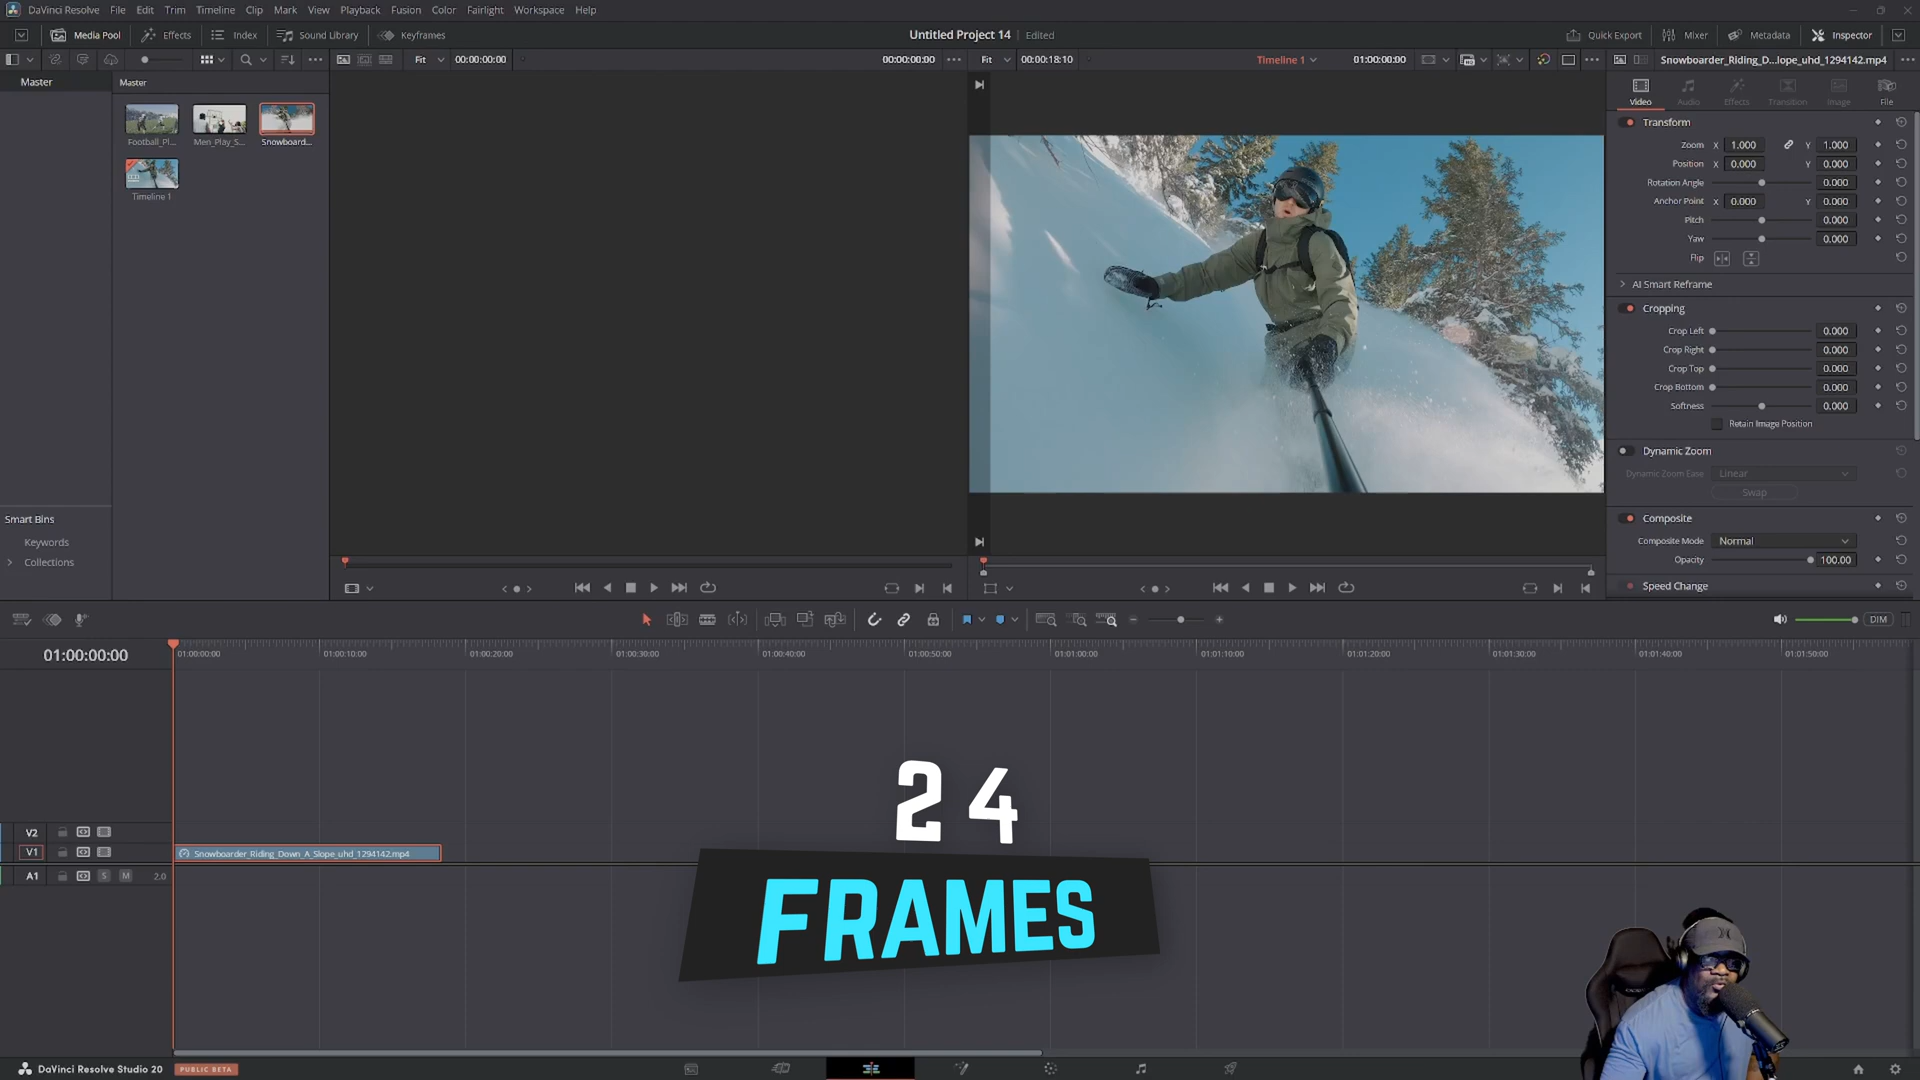 DaVinci Resolve File Edit Trim Timeline Clip Mark View Playback Fusion Color Fairlight Workspace Help
Media Pool Effects Index Sound Library Keyframes Untitled Project 14 Edited Quick Export Mixer Metadata Inspector
Fit 00:00:00:00 00:00:00:00 Fit 00:00:18:10 Timeline 1 01:00:00:00 Snowboarder_Riding_D...lope_uhd_1294142.mp4
Master Master
Video Audio Effects Transition Image File
Football_Pl... Men_Play_S... Snowboard...
Timeline 1
Transform
Zoom X 1.000 Y 1.000
Position X 0.000 Y 0.000
Rotation Angle 0.000
Anchor Point X 0.000 Y 0.000
Pitch 0.000
Yaw 0.000
Flip
AI Smart Reframe
Cropping
Crop Left 0.000
Crop Right 0.000
Crop Top 0.000
Crop Bottom 0.000
Softness 0.000
Retain Image Position
Dynamic Zoom
Dynamic Zoom Ease Linear
Swap
Composite
Composite Mode Normal
Opacity 100.00
Speed Change
Smart Bins
Keywords
Collections
DIM
01:00:00:00 01:00:00:00 01:00:10:00 01:00:20:00 01:00:30:00 01:00:40:00 01:00:50:00 01:01:00:00 01:01:10:00 01:01:20:00 01:01:30:00 01:01:40:00 01:01:50:00
V2
V1 Snowboarder_Riding_Down_A_Slope_uhd_1294142.mp4
A1 S M 2.0
24
FRAMES
DaVinci Resolve Studio 20 PUBLIC BETA